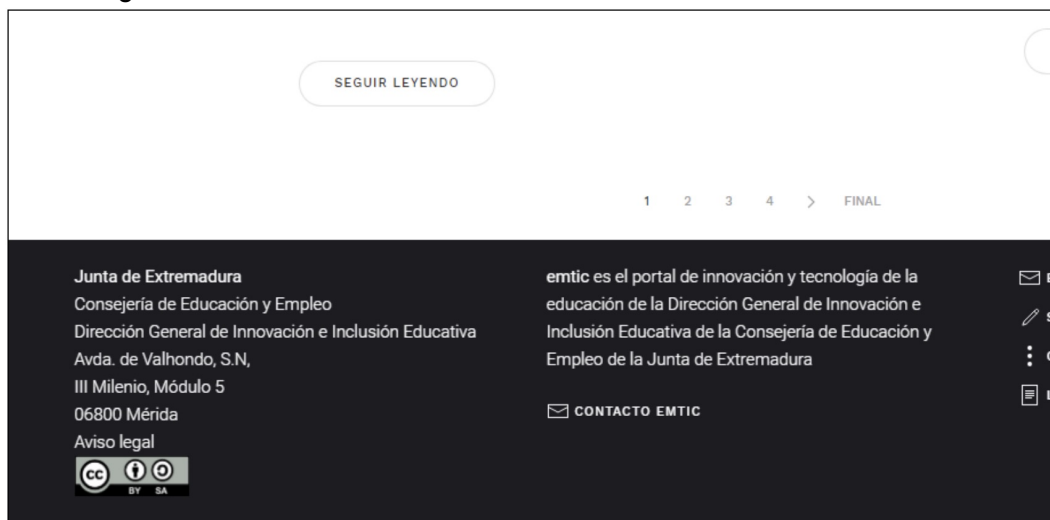 SEGUIR LEYENDO
1 2 3 4 > FINAL
Junta de Extremadura
Consejería de Educación y Empleo
Dirección General de Innovación e Inclusión Educativa
Avda. de Valhondo, S.N,
III Milenio, Módulo 5
06800 Mérida
Aviso legal
cc BY SA
emtic es el portal de innovación y tecnología de la
educación de la Dirección General de Innovación e
Inclusión Educativa de la Consejería de Educación y
Empleo de la Junta de Extremadura
CONTACTO EMTIC